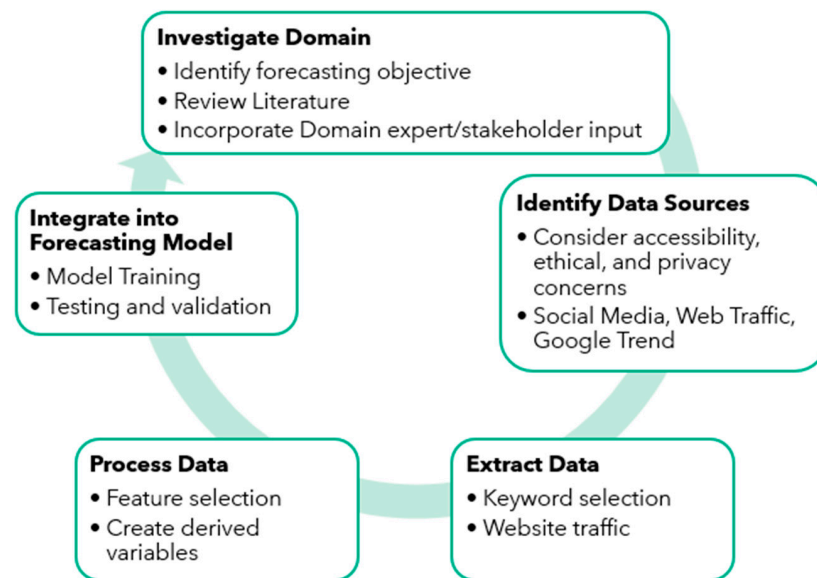 Investigate Domain
• Identify forecasting objective
• Review Literature
• Incorporate Domain expert/stakeholder input
Identify Data Sources
• Consider accessibility,
ethical, and privacy
concerns
• Social Media, Web Traffic,
Google Trend
Extract Data
• Keyword selection
• Website traffic
Process Data
• Feature selection
• Create derived
variables
Integrate into
Forecasting Model
• Model Training
• Testing and validation